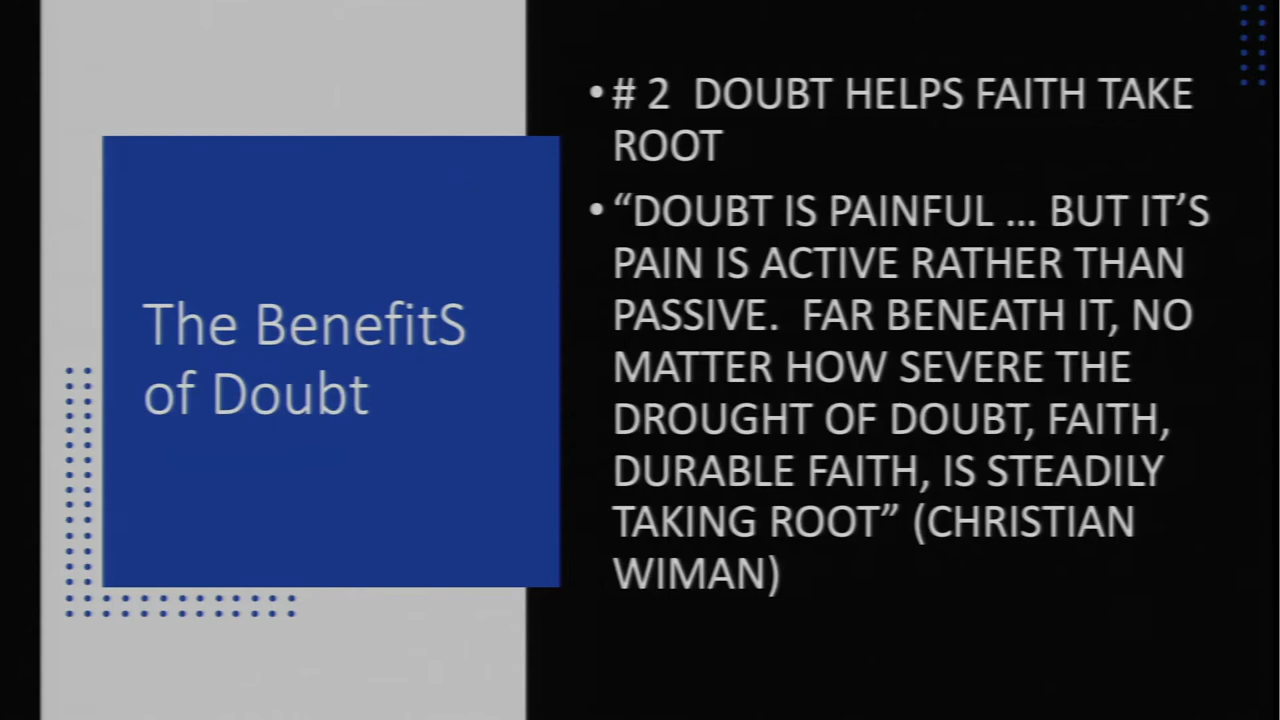 The BenefitS
of Doubt
• # 2  DOUBT HELPS FAITH TAKE
ROOT
• “DOUBT IS PAINFUL … BUT IT’S
PAIN IS ACTIVE RATHER THAN
PASSIVE.  FAR BENEATH IT, NO
MATTER HOW SEVERE THE
DROUGHT OF DOUBT, FAITH,
DURABLE FAITH, IS STEADILY
TAKING ROOT” (CHRISTIAN
WIMAN)